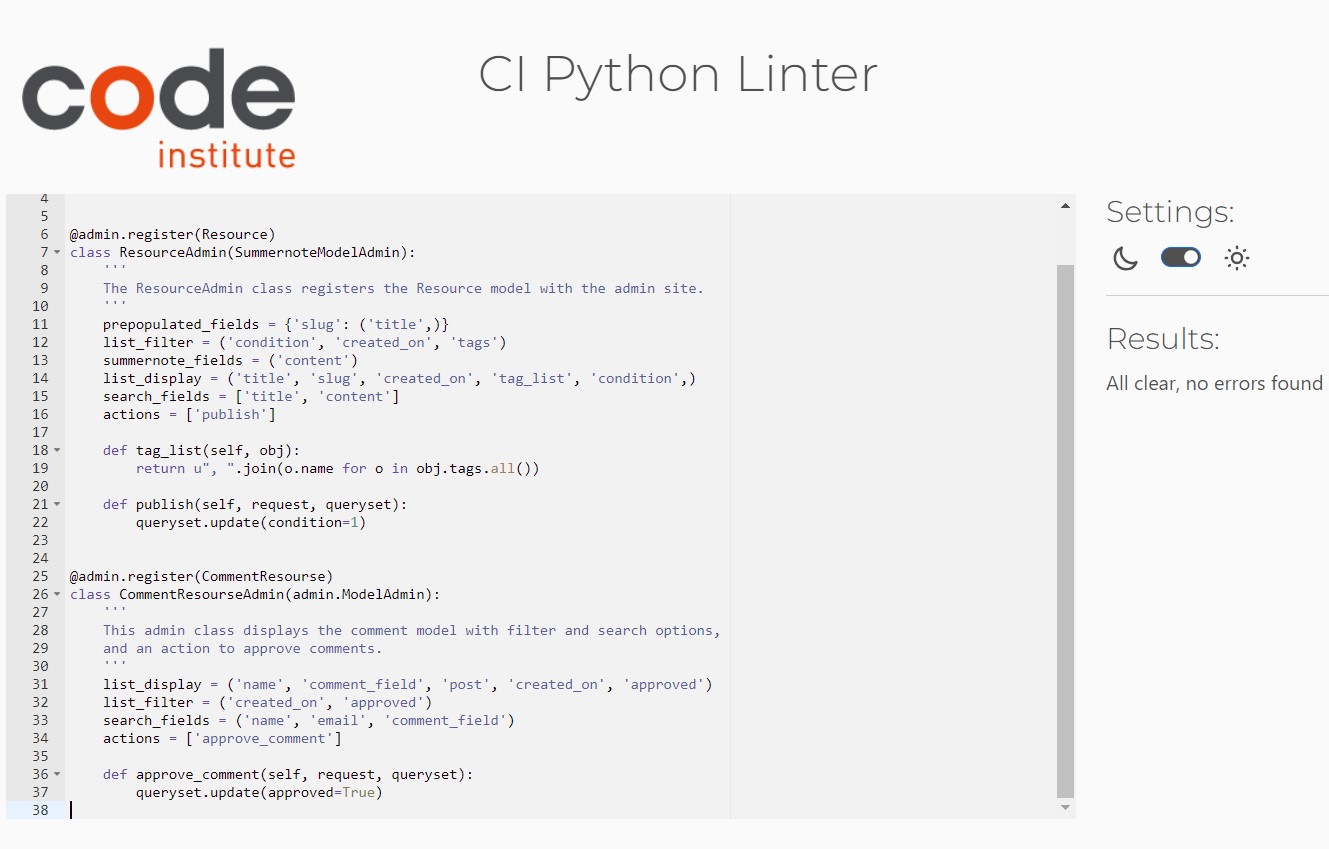 code
institute
CI Python Linter
4
5
6 @admin.register(Resource)
7 class ResourceAdmin(SummernoteModelAdmin):
8     '''
9     The ResourceAdmin class registers the Resource model with the admin site.
10     '''
11     prepopulated_fields = {'slug': ('title',)}
12     list_filter = ('condition', 'created_on', 'tags')
13     summernote_fields = ('content')
14     list_display = ('title', 'slug', 'created_on', 'tag_list', 'condition',)
15     search_fields = ['title', 'content']
16     actions = ['publish']
17
18     def tag_list(self, obj):
19         return u", ".join(o.name for o in obj.tags.all())
20
21     def publish(self, request, queryset):
22         queryset.update(condition=1)
23
24
25 @admin.register(CommentResourse)
26 class CommentResourseAdmin(admin.ModelAdmin):
27     '''
28     This admin class displays the comment model with filter and search options,
29     and an action to approve comments.
30     '''
31     list_display = ('name', 'comment_field', 'post', 'created_on', 'approved')
32     list_filter = ('created_on', 'approved')
33     search_fields = ('name', 'email', 'comment_field')
34     actions = ['approve_comment']
35
36     def approve_comment(self, request, queryset):
37         queryset.update(approved=True)
38
Settings:
Results:
All clear, no errors found